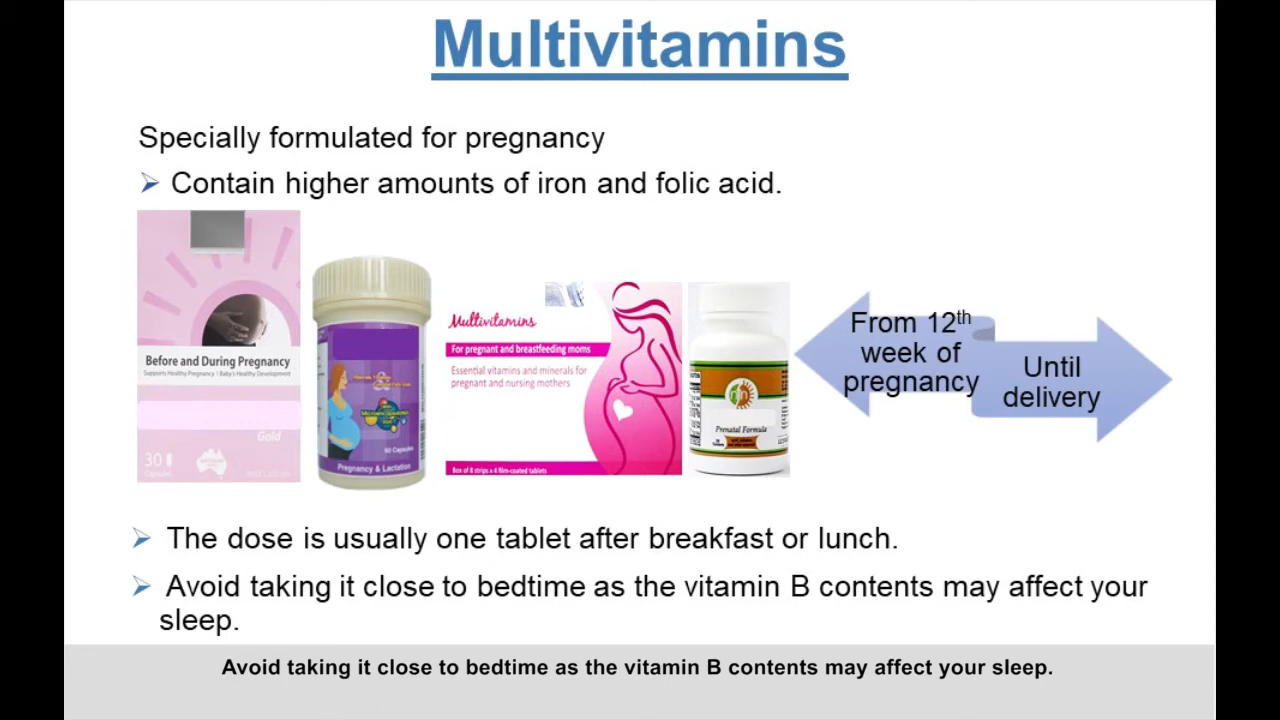 Multivitamins
Specially formulated for pregnancy
➢ Contain higher amounts of iron and folic acid.
Before and During Pregnancy
Supports Healthy Pregnancy | Baby's Healthy Development
Gold
30
Capsules
60 Capsules
Pregnancy & Lactation
Multivitamins
For pregnant and breastfeeding moms
Essential vitamins and minerals for
pregnant and nursing mothers
Box of 8 strips x 4 film-coated tablets
Prenatal Formula
From 12th
week of
pregnancy
Until
delivery
➢ The dose is usually one tablet after breakfast or lunch.
➢ Avoid taking it close to bedtime as the vitamin B contents may affect your
sleep.
Avoid taking it close to bedtime as the vitamin B contents may affect your sleep.